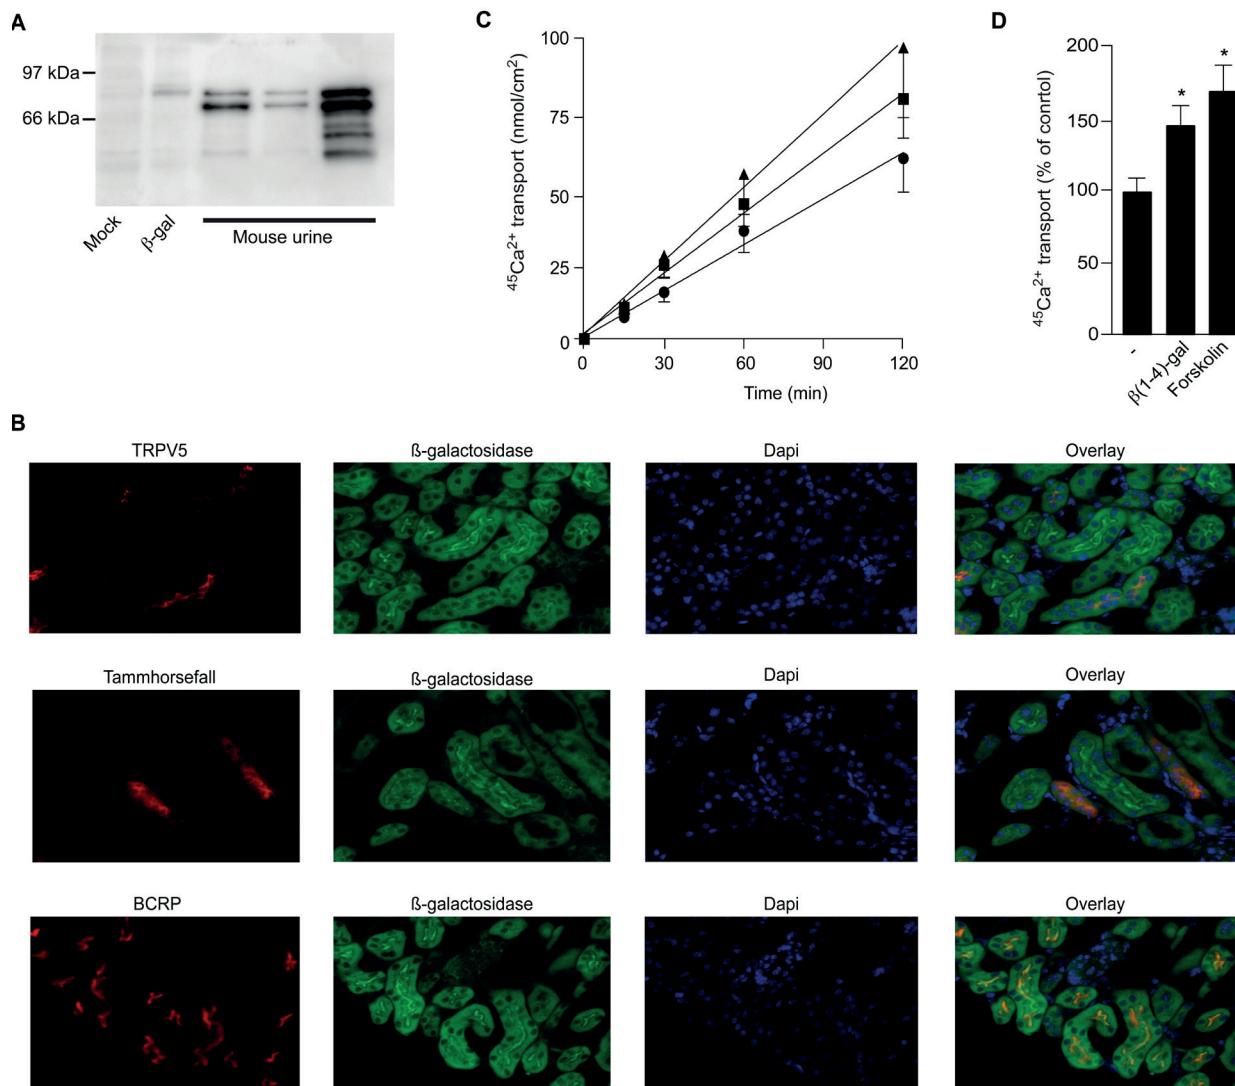 A
97 kDa
66 kDa
Mock
β-gal
Mouse urine
C
45Ca2+ transport (nmol/cm2)
100
75
50
25
0
0
30
60
90
120
Time (min)
D
45Ca2+ transport (% of conrtol)
200
150
100
50
0
*
*
-
β(1-4)-gal
Forskolin
B
TRPV5
ß-galactosidase
Dapi
Overlay
Tammhorsefall
ß-galactosidase
Dapi
Overlay
BCRP
ß-galactosidase
Dapi
Overlay